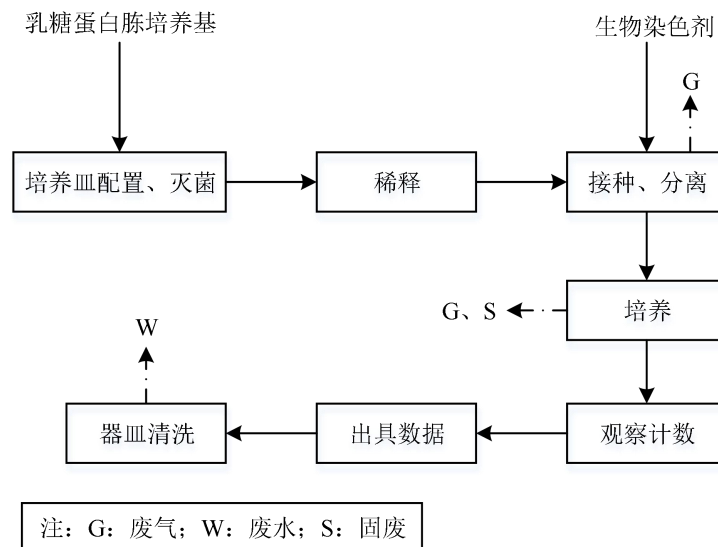 乳糖蛋白胨培养基
生物染色剂
G
培养皿配置、灭菌
稀释
接种、分离
G、S
培养
W
器皿清洗
出具数据
观察计数
注：G：废气；W：废水；S：固废